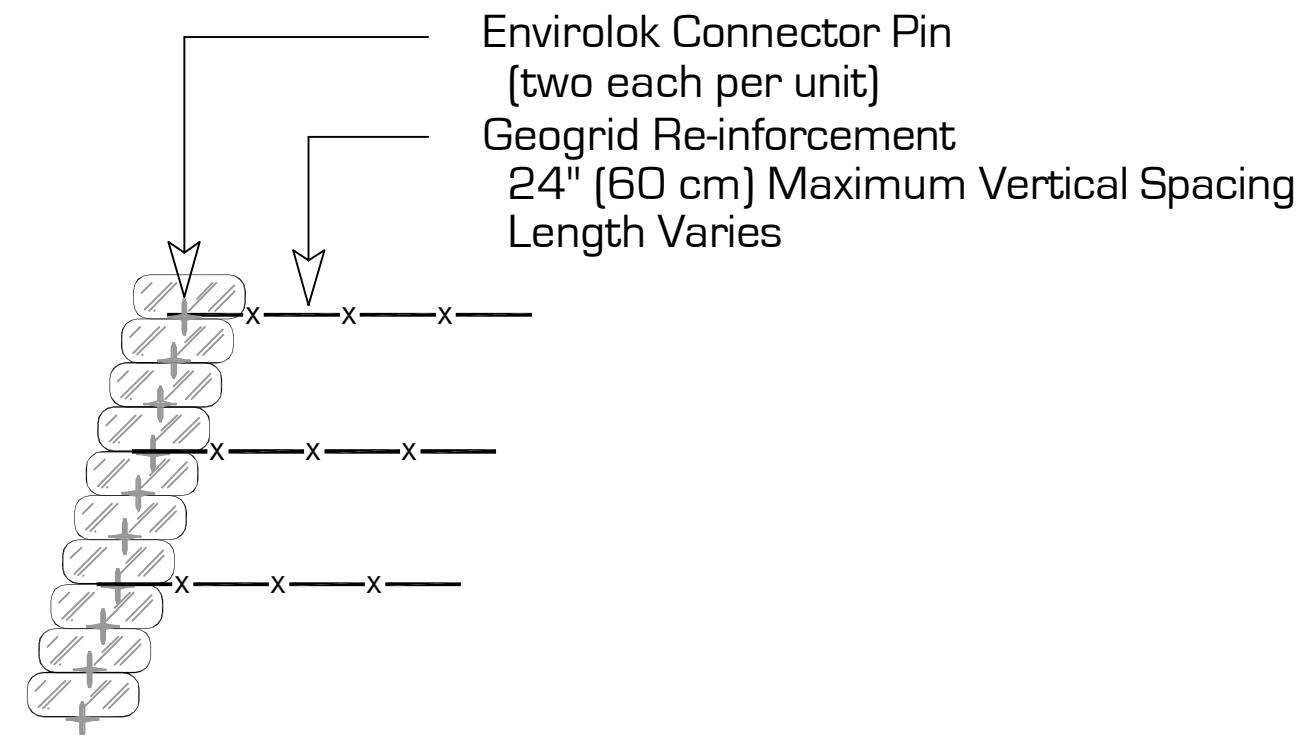 Envirolok Connector Pin
(two each per unit)
Geogrid Re-inforcement
24" (60 cm) Maximum Vertical Spacing
Length Varies
X X X
X X X
X X X